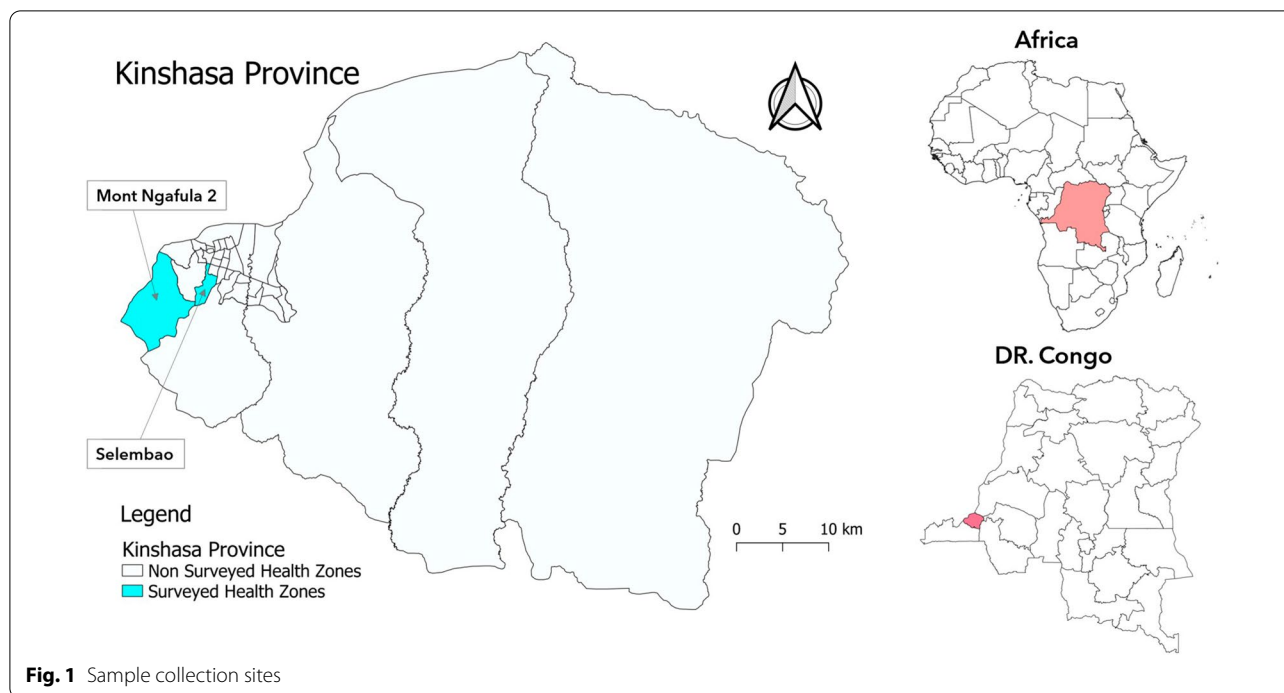 Kinshasa Province
Africa
Mont Ngafula 2
DR. Congo
Selembao
Legend
Kinshasa Province
Non Surveyed Health Zones
Surveyed Health Zones
0 5 10 km
Fig. 1 Sample collection sites